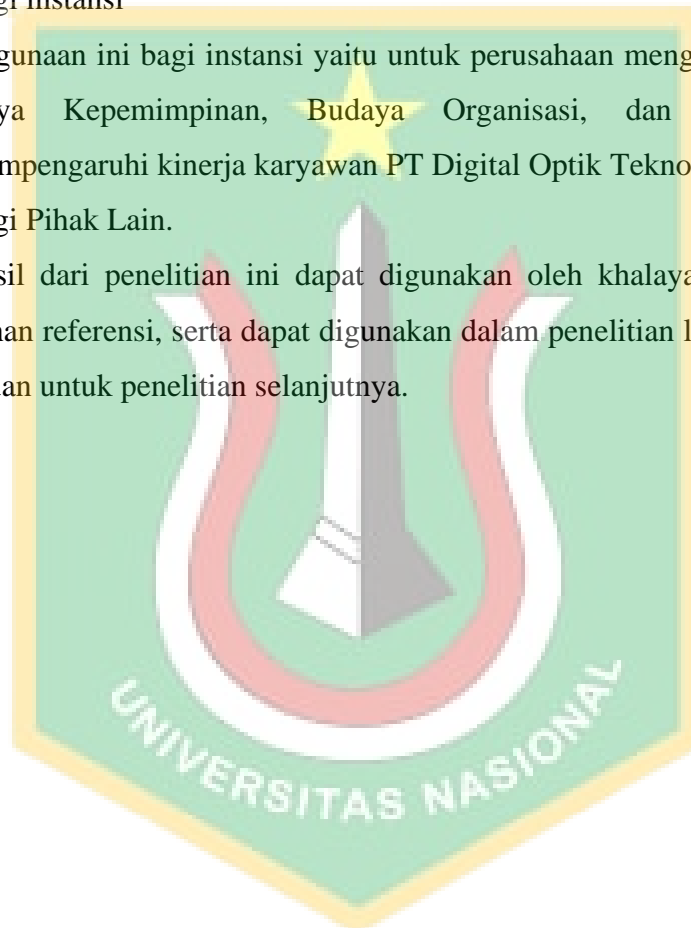 gi instansi
gunaan ini bagi instansi yaitu untuk perusahaan meng
ya Kepemimpinan, Budaya Organisasi, dan
mpengaruhi kinerja karyawan PT Digital Optik Tekno
gi Pihak Lain.
sil dari penelitian ini dapat digunakan oleh khalaya
nan referensi, serta dapat digunakan dalam penelitian l
an untuk penelitian selanjutnya.
UNIVERSITAS NASIONAL